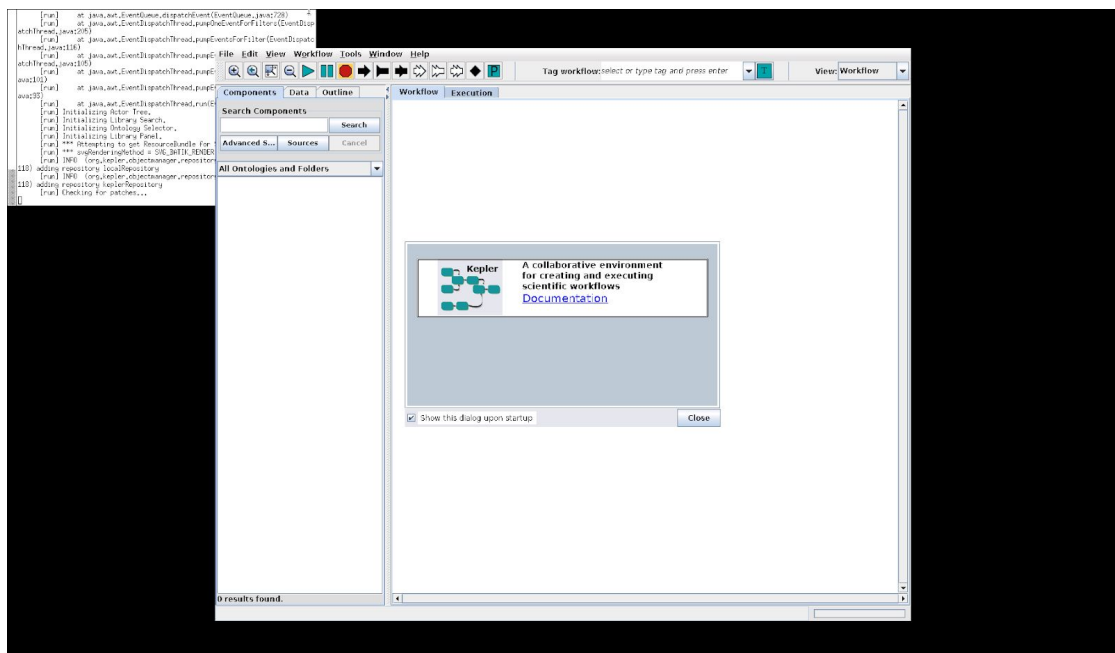 [run] at java.awt.EventQueue.dispatchEvent(EventQueue.java:728)
[run] at java.awt.EventDispatchThread.pumpOneEventForFilters(EventDisp
atchThread.java:205)
[run] at java.awt.EventDispatchThread.pumpEventsForFilter(EventDispatc
hThread.java:116)
[run] at java.awt.EventDispatchThread.pumpE
atchThread.java:105)
[run] at java.awt.EventDispatchThread.pumpE
ava:101)
[run] at java.awt.EventDispatchThread.pumpE
ava:93)
[run] at java.awt.EventDispatchThread.run(E
[run] Initializing Actor Tree.
[run] Initializing Library Search.
[run] Initializing Ontology Selector.
[run] Initializing Library Panel.
[run] *** Attempting to get ResourceBundle for
[run] *** svgRenderingMethod = SVG_BATIK_RENDER
[run] INFO (org.kepler.objectmanager.repositor
118) adding repository localRepository
[run] INFO (org.kepler.objectmanager.repositor
118) adding repository keplerRepository
[run] Checking for patches...
File Edit View Workflow Tools Window Help
P Tag workflow: select or type tag and press enter T View: Workflow
Components Data Outline
Workflow Execution
Search Components
Search
Advanced S... Sources Cancel
All Ontologies and Folders
Kepler
A collaborative environment
for creating and executing
scientific workflows
Documentation
Show this dialog upon startup
Close
0 results found.